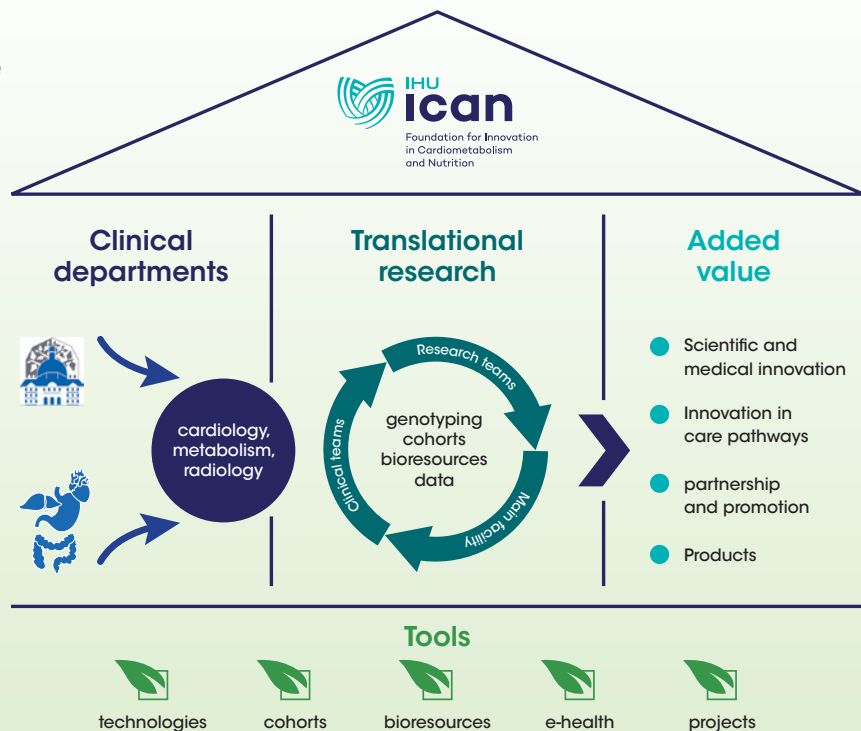 IHU
ican
Foundation for Innovation
in Cardiometabolism
and Nutrition
Clinical
departments
cardiology,
metabolism,
radiology
Translational
research
Research teams
Main facility
Clinical teams
genotyping
cohorts
bioresources
data
Added
value
Scientific and
medical innovation
Innovation in
care pathways
partnership
and promotion
Products
Tools
technologies
cohorts
bioresources
e-health
projects